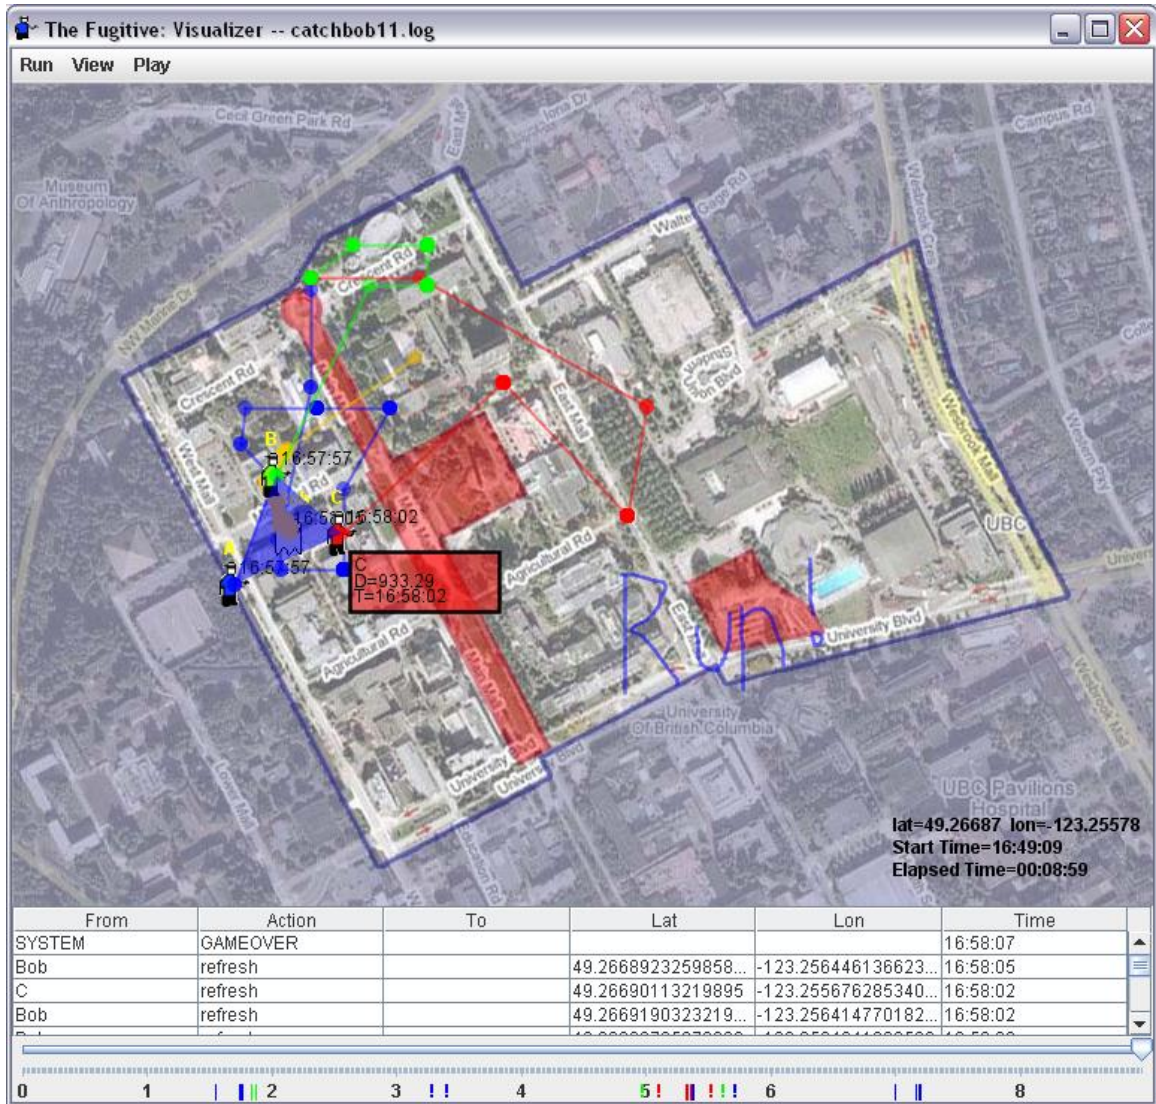 The Fugitive: Visualizer -- catchbob11.log
Run View Play
Cecil Green Park Rd
Iona Dr
Campus Rd
Museum
Of Anthropology
Walter Gage Rd
Crescent Rd
NW Marine Dr
Crescent Rd
Student
Union Blvd
East Mall
Wesbrook Mall
West Mall
B
16:57:57
C
16:58:02
A
16:57:57
UBC
C
D=933.29
T=16:58:02
Agricultural Rd
Agricultural Rd
Main Mall
Run!
University Blvd
University
Of British Columbia
University Blvd
Wesbrook Mall
Lower Mall
UBC Pavilions
Hospital
lat=49.26687 lon=-123.25578
Start Time=16:49:09
Elapsed Time=00:08:59
From Action To Lat Lon Time
SYSTEM GAMEOVER 16:58:07
Bob refresh 49.2668923259858... -123.256446136623... 16:58:05
C refresh 49.26690113219895 -123.255676285340... 16:58:02
Bob refresh 49.2669190323219... -123.256414770182... 16:58:02
0 1 2 3 4 5 6 8